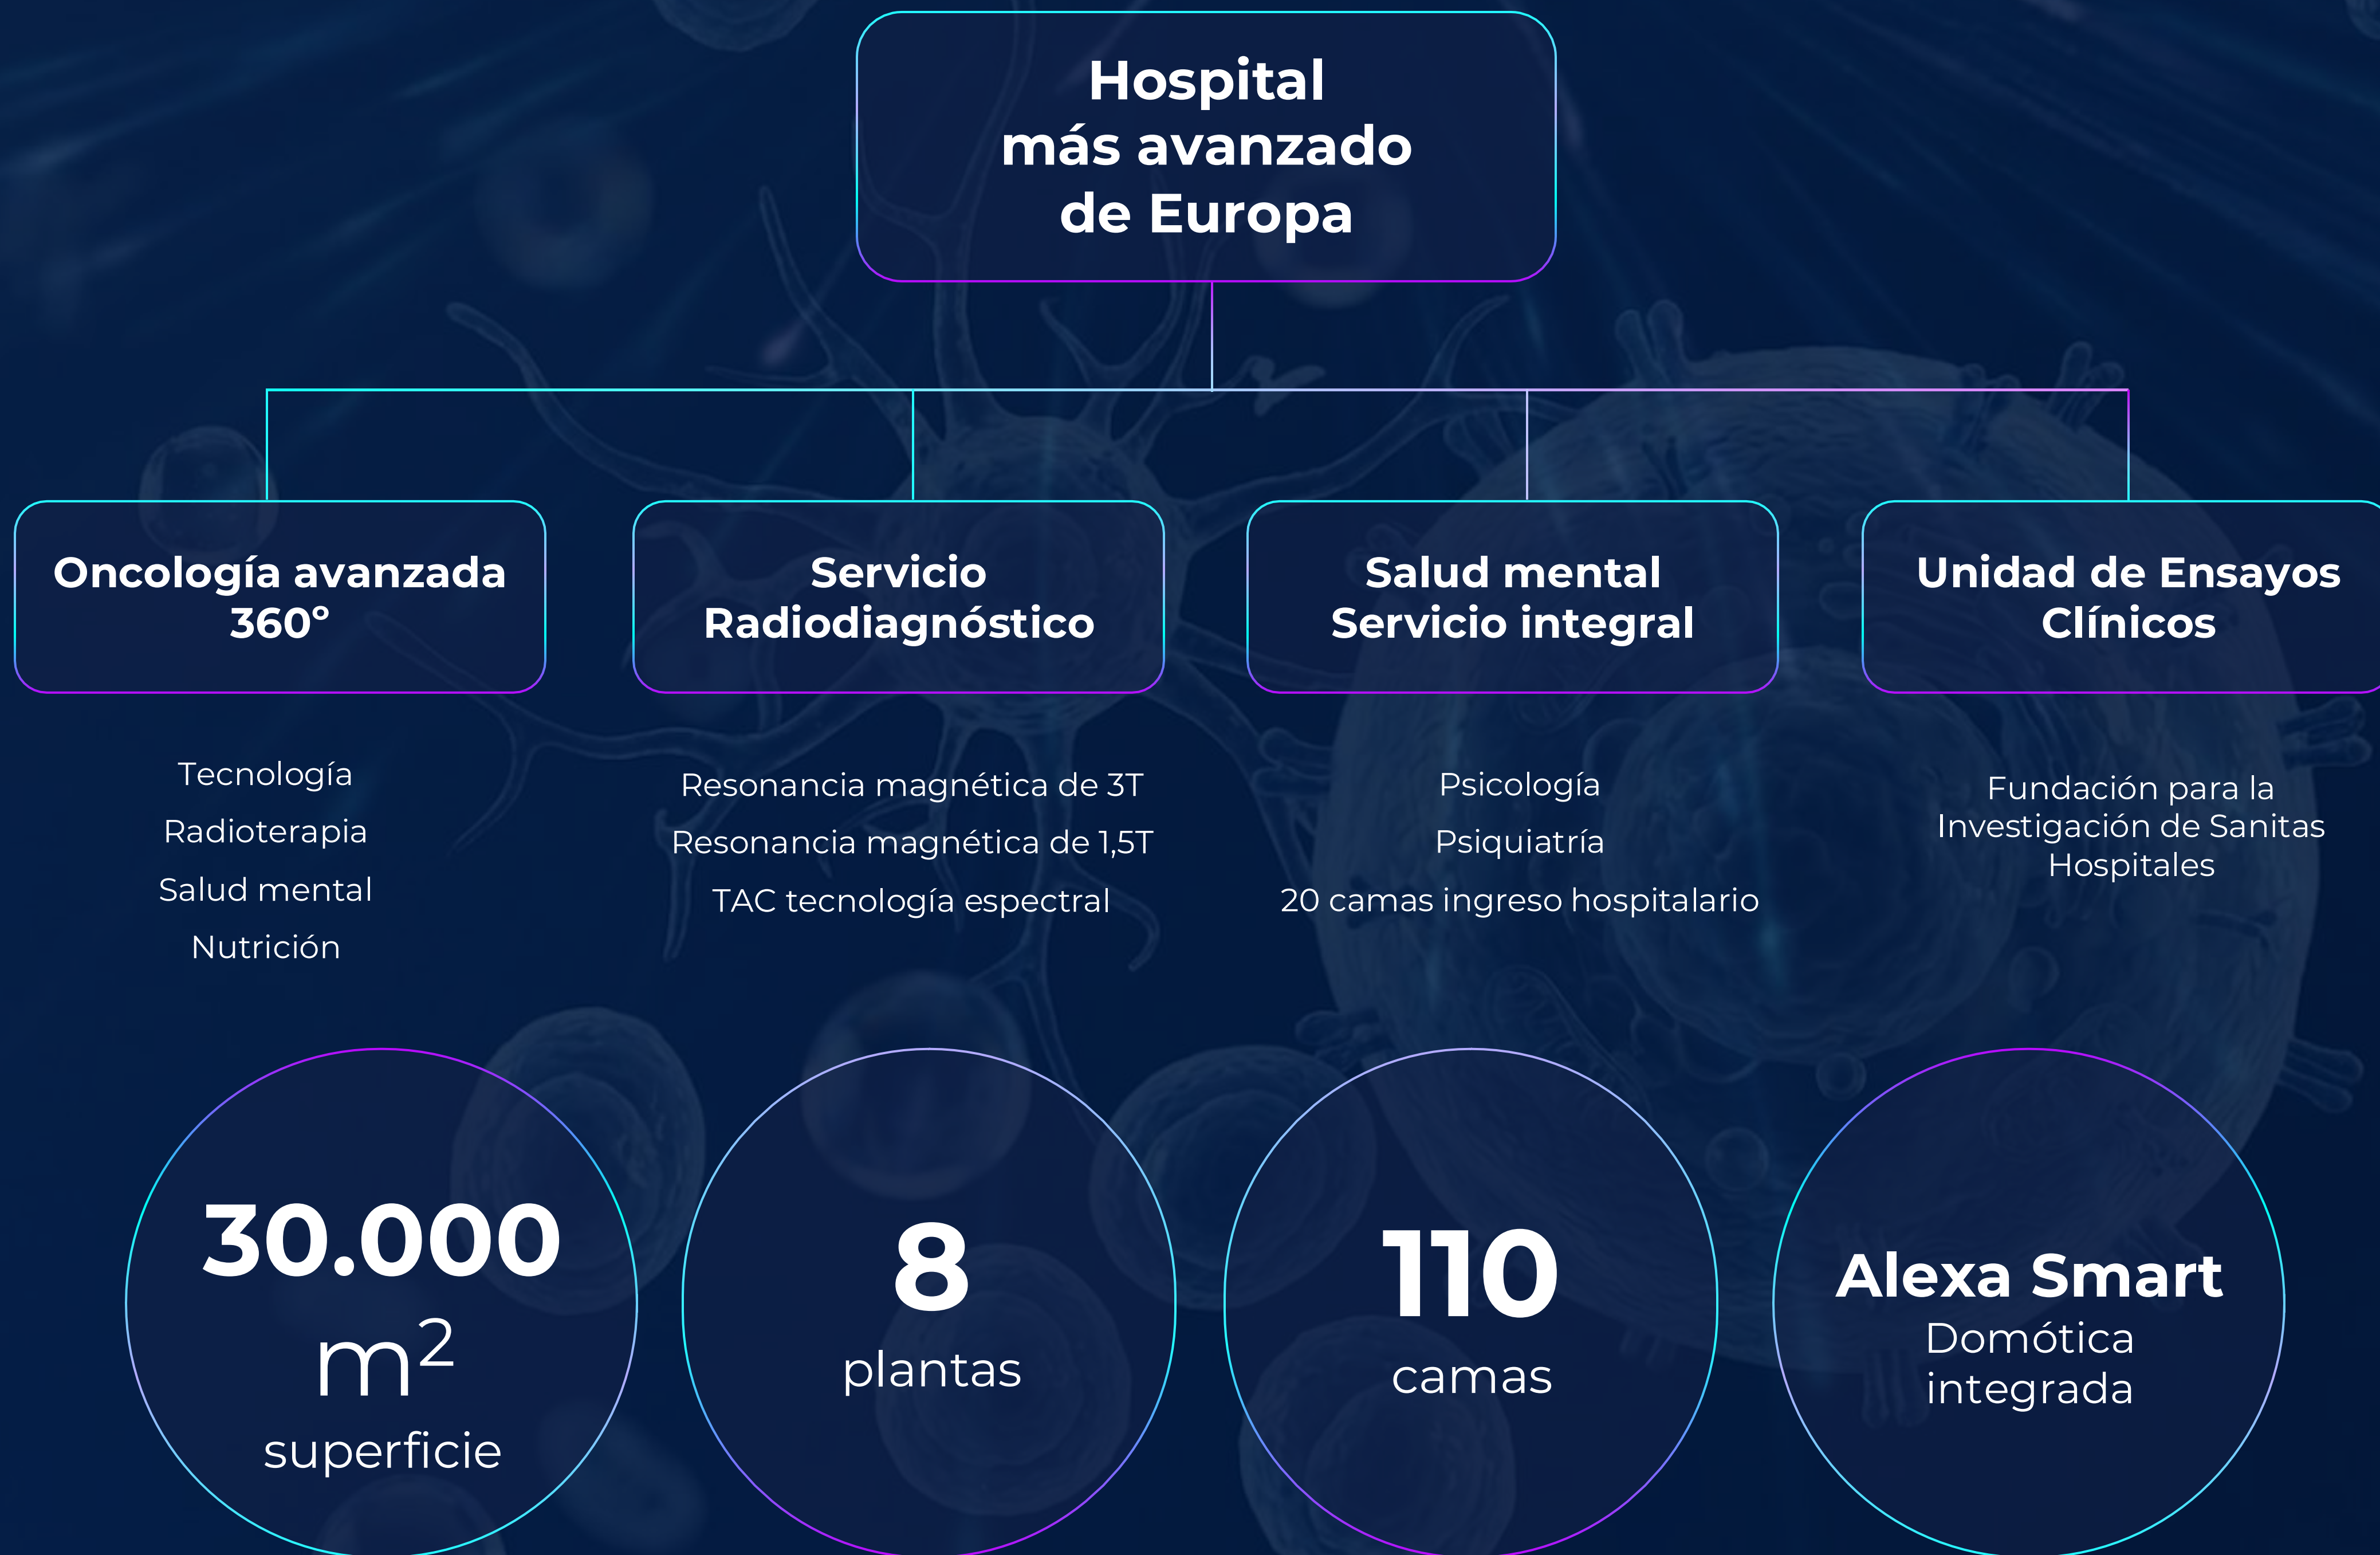 Hospital
más avanzado
de Europa
Oncología avanzada
360º
Servicio
Radiodiagnóstico
Salud mental
Servicio integral
Unidad de Ensayos
Clínicos
Tecnología
Radioterapia
Salud mental
Nutrición
Resonancia magnética de 3T
Resonancia magnética de 1,5T
TAC tecnología espectral
Psicología
Psiquiatría
20 camas ingreso hospitalario
Fundación para la
Investigación de Sanitas
Hospitales
30.000
m²
superficie
8
plantas
110
camas
Alexa Smart
Domótica
integrada